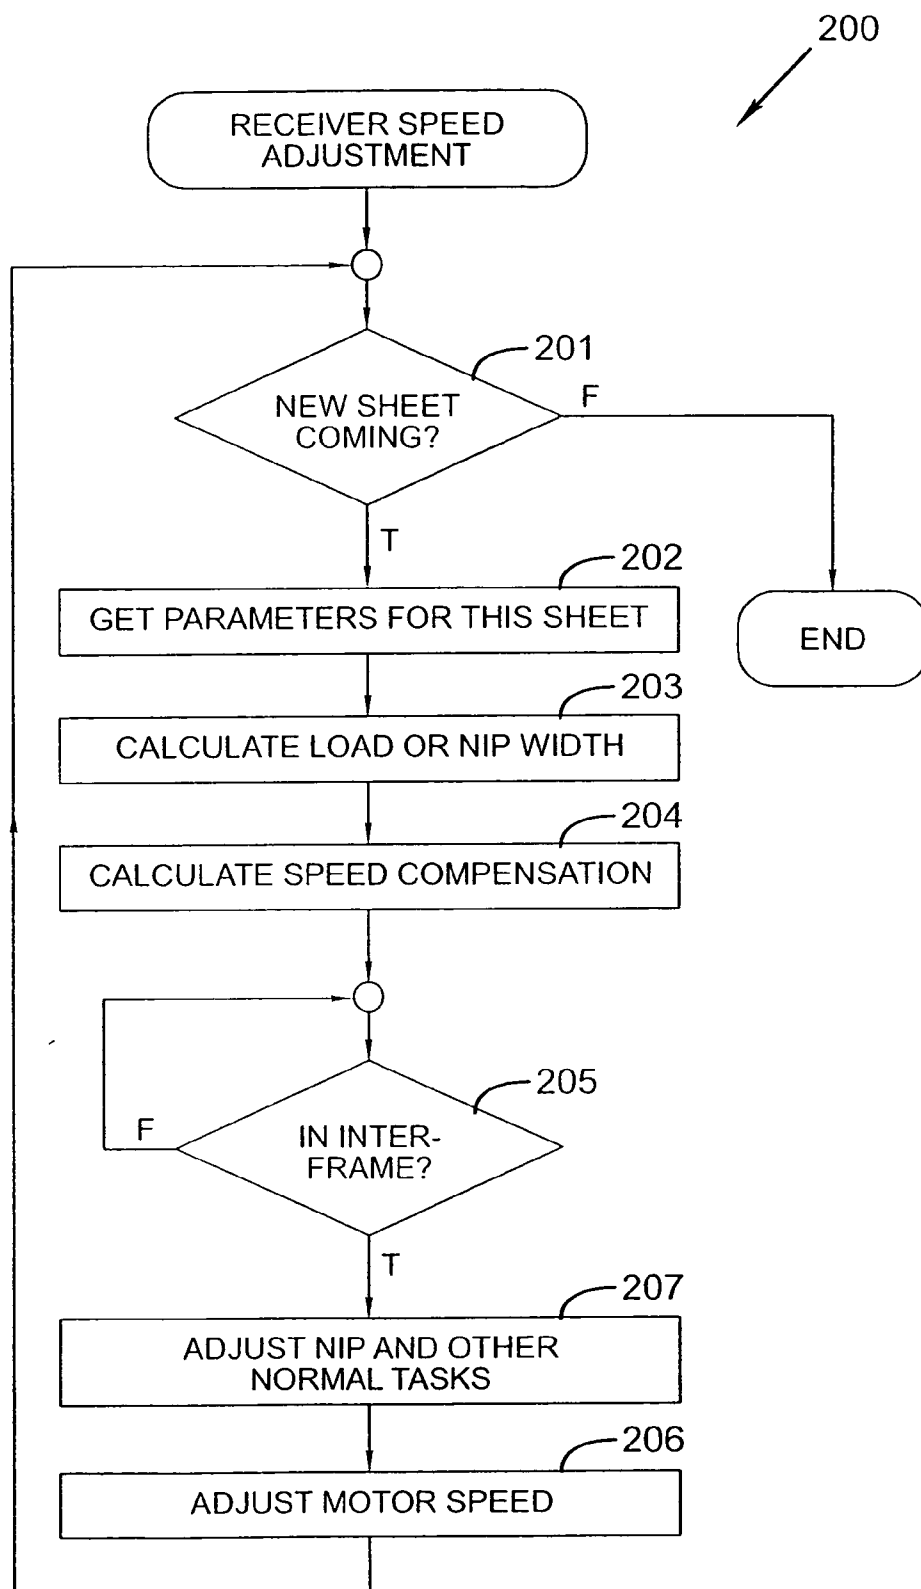 200
RECEIVER SPEED
ADJUSTMENT
201
NEW SHEET
COMING?
F
T
202
GET PARAMETERS FOR THIS SHEET
END
203
CALCULATE LOAD OR NIP WIDTH
204
CALCULATE SPEED COMPENSATION
205
IN INTER-
FRAME?
F
T
207
ADJUST NIP AND OTHER
NORMAL TASKS
206
ADJUST MOTOR SPEED